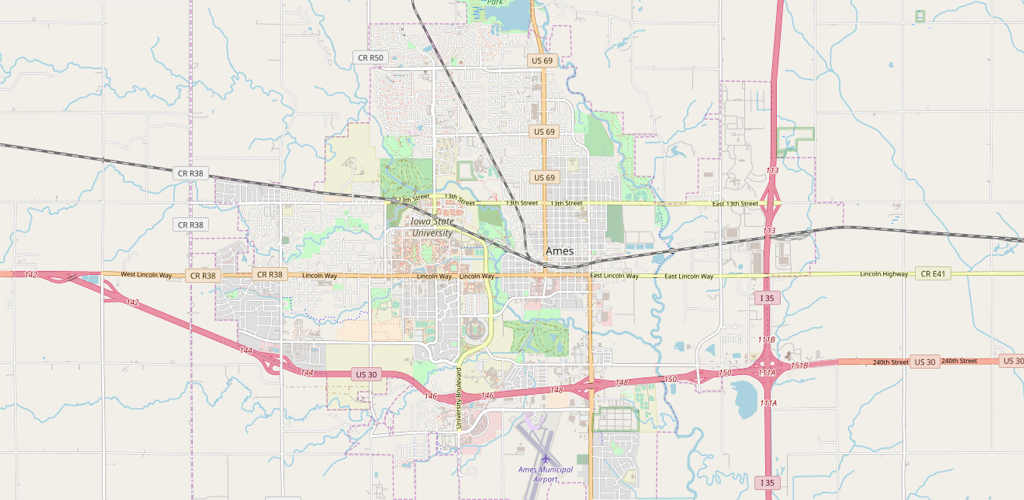 Park
CR R50
US 69
US 69
113
CR R38
US 69
13th Street
13th Street
13th Street
13th Street
East 13th Street
CR R38
Iowa State
University
113
Ames
142
West Lincoln Way
CR R38
CR R38
Lincoln Way
Lincoln Way
Lincoln Way
East Lincoln Way
East Lincoln Way
Lincoln Highway
CR E41
142
I 35
111B
144
144
US 30
240th Street
US 30
240th Street
US 30
151B
111A
150
150
148
148
146
146
University Boulevard
111A
Ames Municipal
Airport
I 35